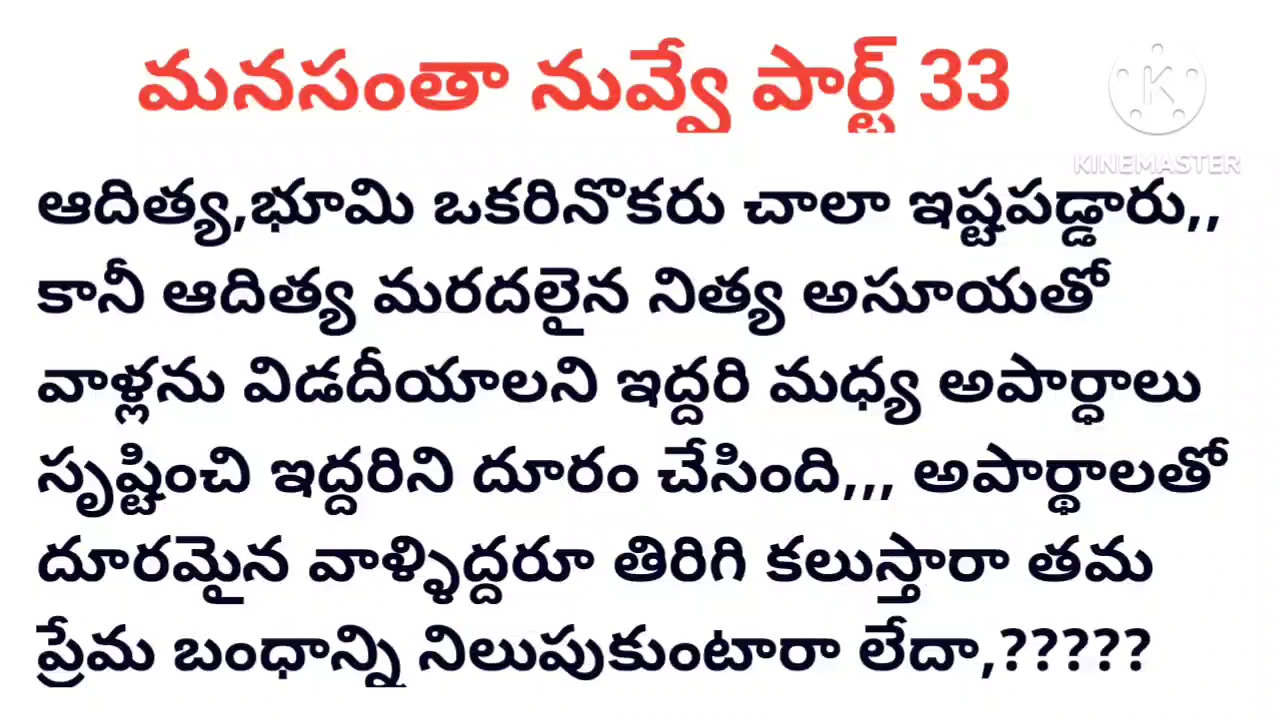 మనసంతా నువ్వే పార్ట్ 33
KINEMASTER
ఆదిత్య,భూమి ఒకరినొకరు చాలా ఇష్టపడ్డారు,,
కానీ ఆదిత్య మరదలైన నిత్య అసూయతో
వాళ్లను విడదీయాలని ఇద్దరి మధ్య అపార్ధాలు
సృష్టించి ఇద్దరిని దూరం చేసింది,,, అపార్థాలతో
దూరమైన వాళ్ళిద్దరూ తిరిగి కలుస్తారా తమ
ప్రేమ బంధాన్ని నిలుపుకుంటారా లేదా,?????